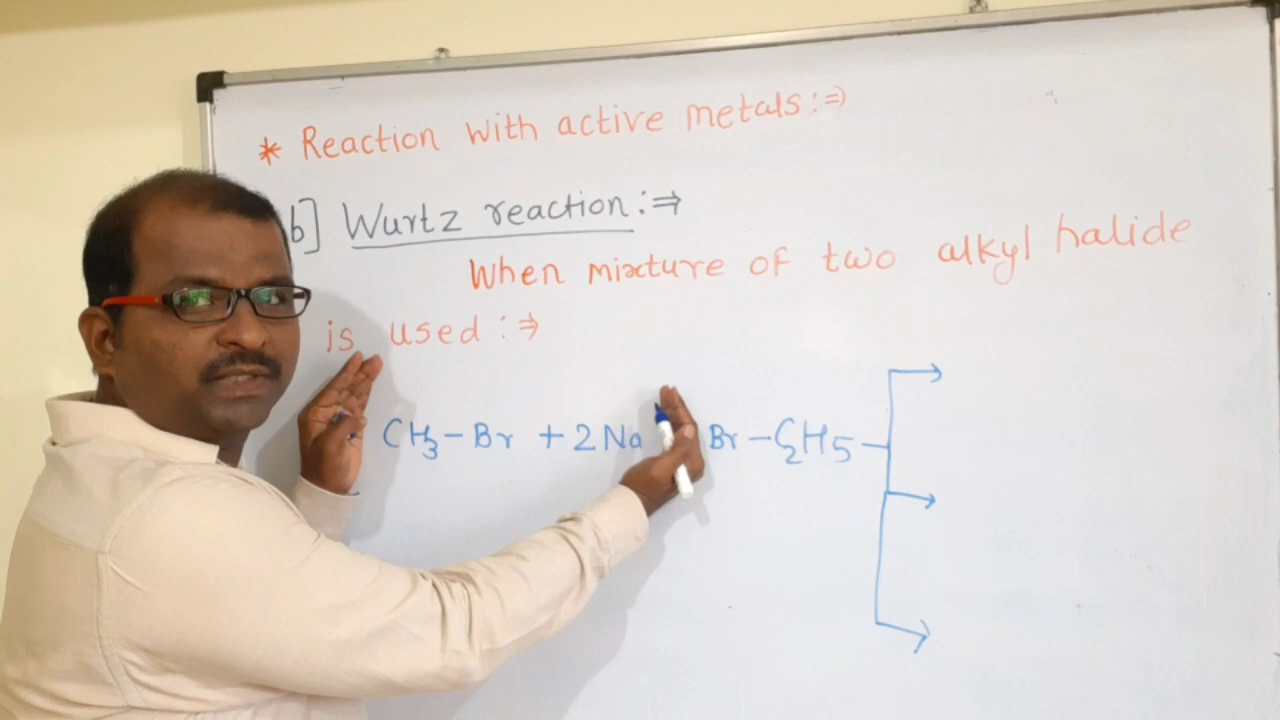 * Reaction with active metals:⇒
b] Wurtz reaction:⇒
When mixture of two alkyl halide
is used:⇒
CH3-Br + 2Na Br-C2H5